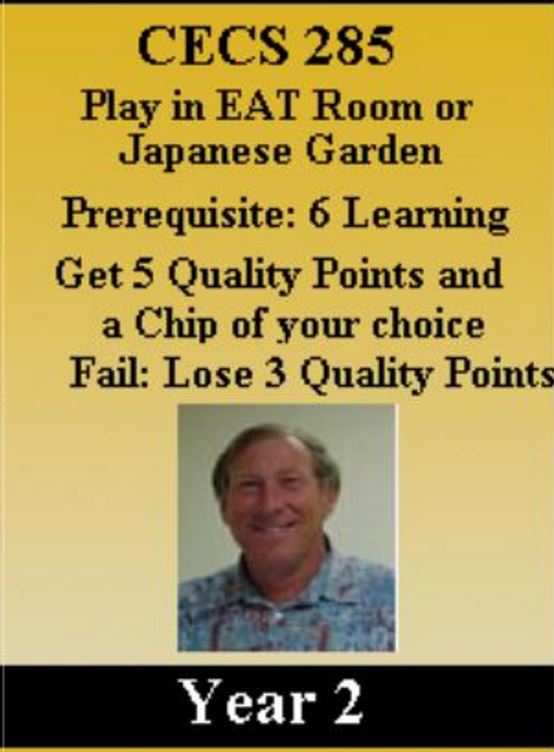 CECS 285
Play in EAT Room or
Japanese Garden
Prerequisite: 6 Learning
Get 5 Quality Points and
a Chip of your choice
Fail: Lose 3 Quality Points
Year 2